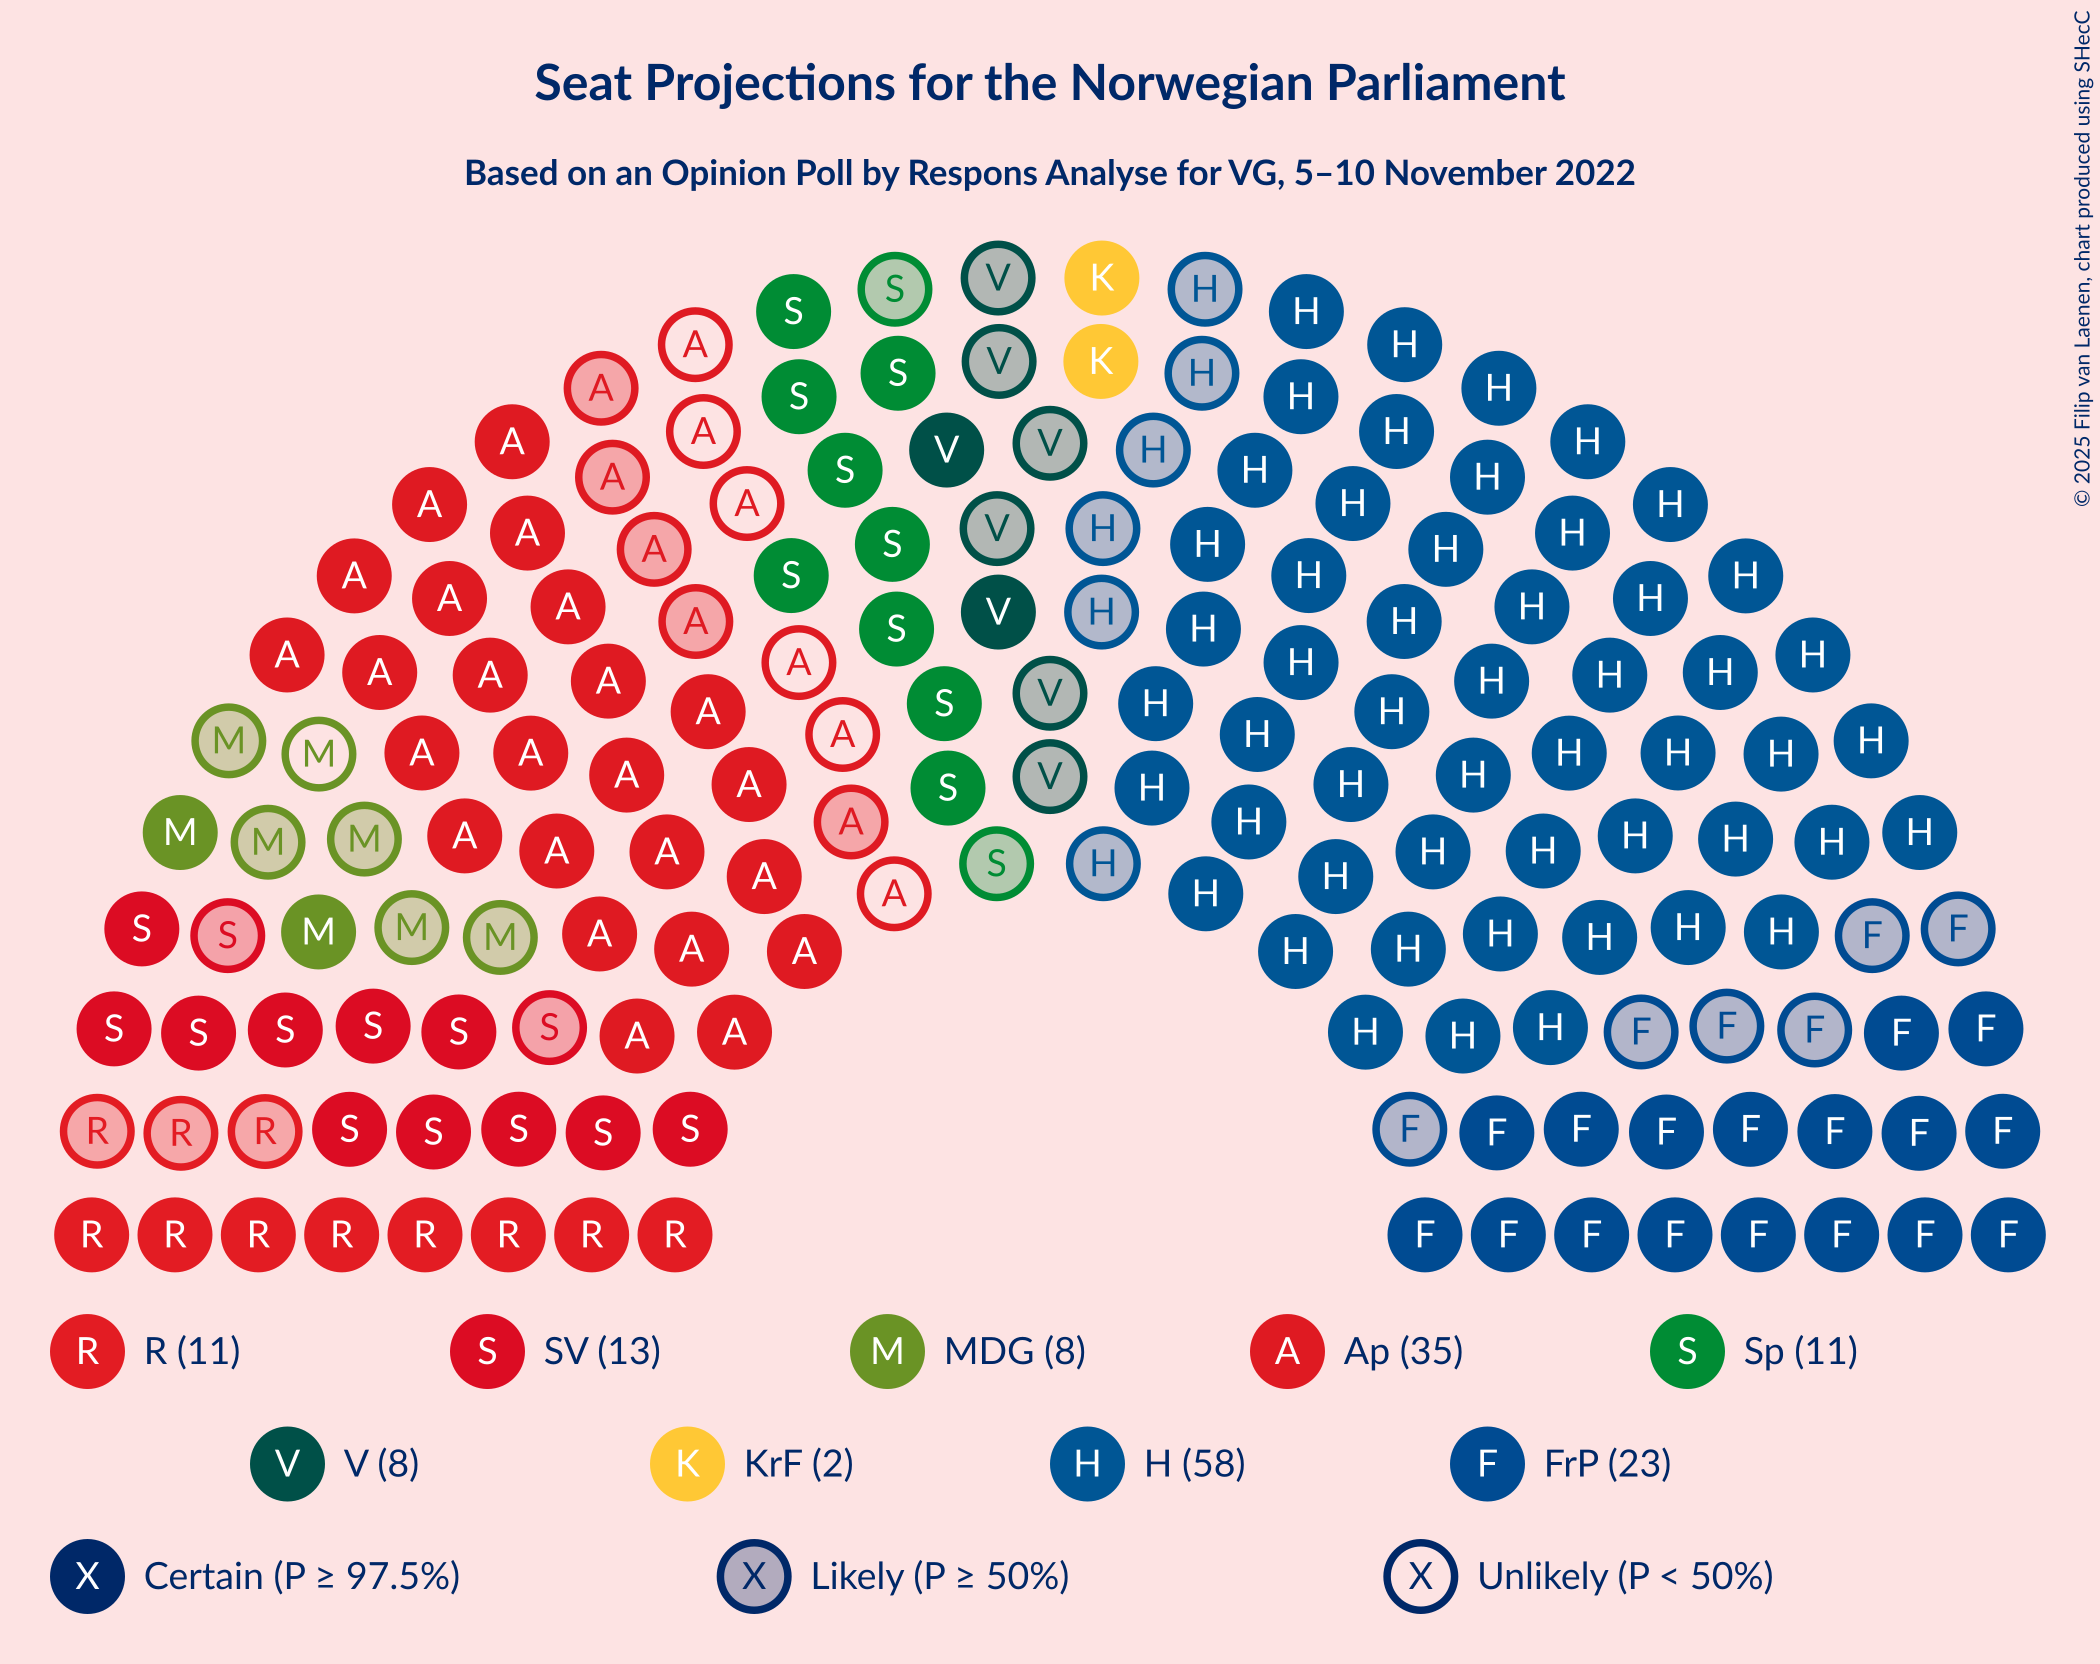 © 2025 Filip van Laenen, chart produced using SHecC
Seat Projections for the Norwegian Parliament
Based on an Opinion Poll by Respons Analyse for VG, 5–10 November 2022
S S V K H H
A A S S V K H H H H
A A A S V V H H H H H
A A A A S V H H H H H H
A A A A S S V H H H H H H H
A A A A A A S V H H H H H H H
M M A A A A A S V H H H H H H H H
M M M A A A A A A S H H H H H H H H H H
S S M M M A A A H H H H H H F F
S S S S S S A A H H H F F F F F
R R R S S S S S F F F F F F F F
R R R R R R R R F F F F F F F F
R R (11) S SV (13) M MDG (8) A Ap (35) S Sp (11)
V V (8) K KrF (2) H H (58) F FrP (23)
X Certain (P ≥ 97.5%) X Likely (P ≥ 50%) X Unlikely (P < 50%)